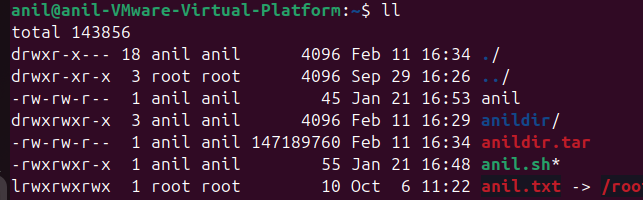 anil@anil-VMware-Virtual-Platform:~$ ll
total 143856
drwxr-x--- 18 anil anil      4096 Feb 11 16:34 ./
drwxr-xr-x  3 root root      4096 Sep 29 16:26 ../
-rw-rw-r--  1 anil anil        45 Jan 21 16:53 anil
drwxrwxr-x  3 anil anil      4096 Feb 11 16:29 anildir/
-rw-rw-r--  1 anil anil 147189760 Feb 11 16:34 anildir.tar
-rwxrwxr-x  1 anil anil        55 Jan 21 16:48 anil.sh*
lrwxrwxrwx  1 root root        10 Oct  6 11:22 anil.txt -> /roo